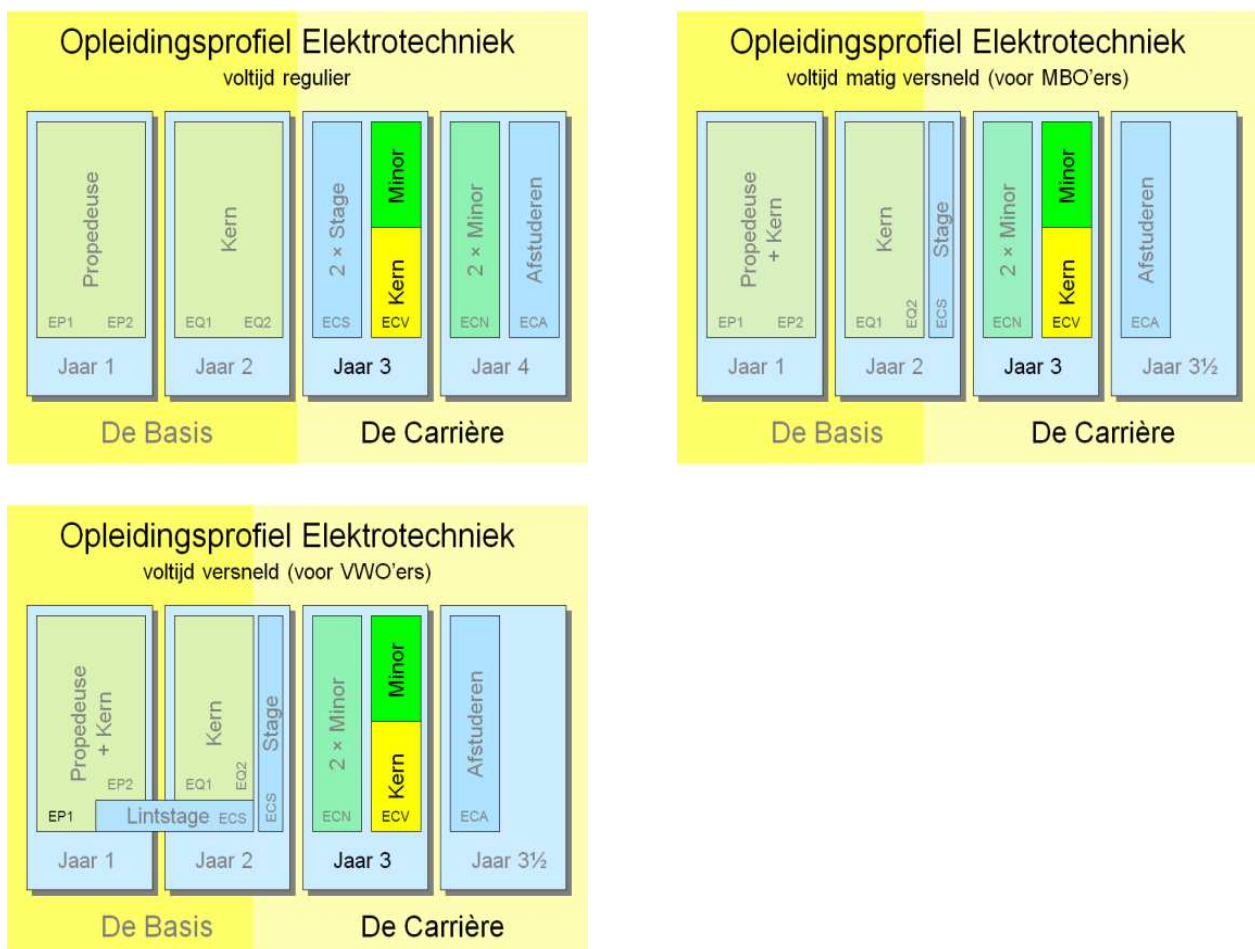 Opleidingsprofiel Elektrotechniek
voltijd regulier
Propedeuse
EP1 EP2
Jaar 1
Kern
EQ1 EQ2
Jaar 2
2 × Stage
ECS
Minor
Kern
ECV
Jaar 3
2 × Minor
ECN
Afstuderen
ECA
Jaar 4
De Basis
De Carrière
Opleidingsprofiel Elektrotechniek
voltijd matig versneld (voor MBO'ers)
Propedeuse
+ Kern
EP1 EP2
Jaar 1
Kern
EQ1 EQ2
Stage
ECS
Jaar 2
2 × Minor
ECN
Minor
Kern
ECV
Jaar 3
Afstuderen
ECA
Jaar 3½
De Basis
De Carrière
Opleidingsprofiel Elektrotechniek
voltijd versneld (voor VWO'ers)
Propedeuse
+ Kern
EP1 EP2
Jaar 1
Kern
EQ1 EQ2
Lintstage ECS
Stage
ECS
Jaar 2
2 × Minor
ECN
Minor
Kern
ECV
Jaar 3
Afstuderen
ECA
Jaar 3½
De Basis
De Carrière